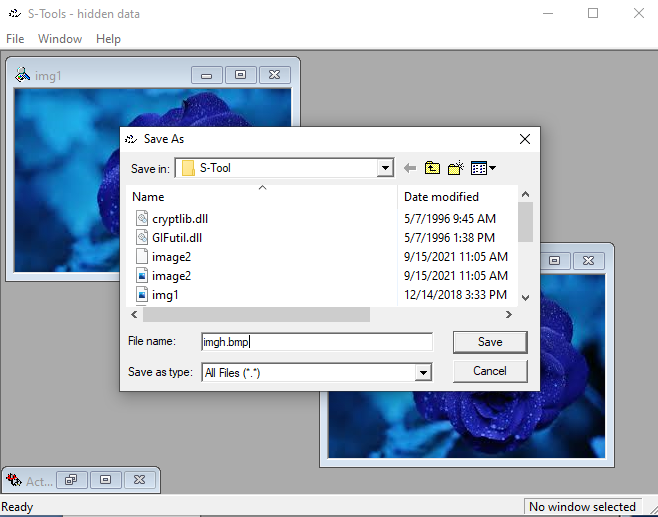 S-Tools - hidden data
File Window Help
img1
Save As
Save in: S-Tool
Name Date modified
cryptlib.dll 5/7/1996 9:45 AM
GIFutil.dll 5/7/1996 1:38 PM
image2 9/15/2021 11:05 AM
image2 9/15/2021 11:05 AM
img1 12/14/2018 3:33 PM
File name: imgh.bmp Save
Save as type: All Files (*.*) Cancel
Act...
Ready No window selected